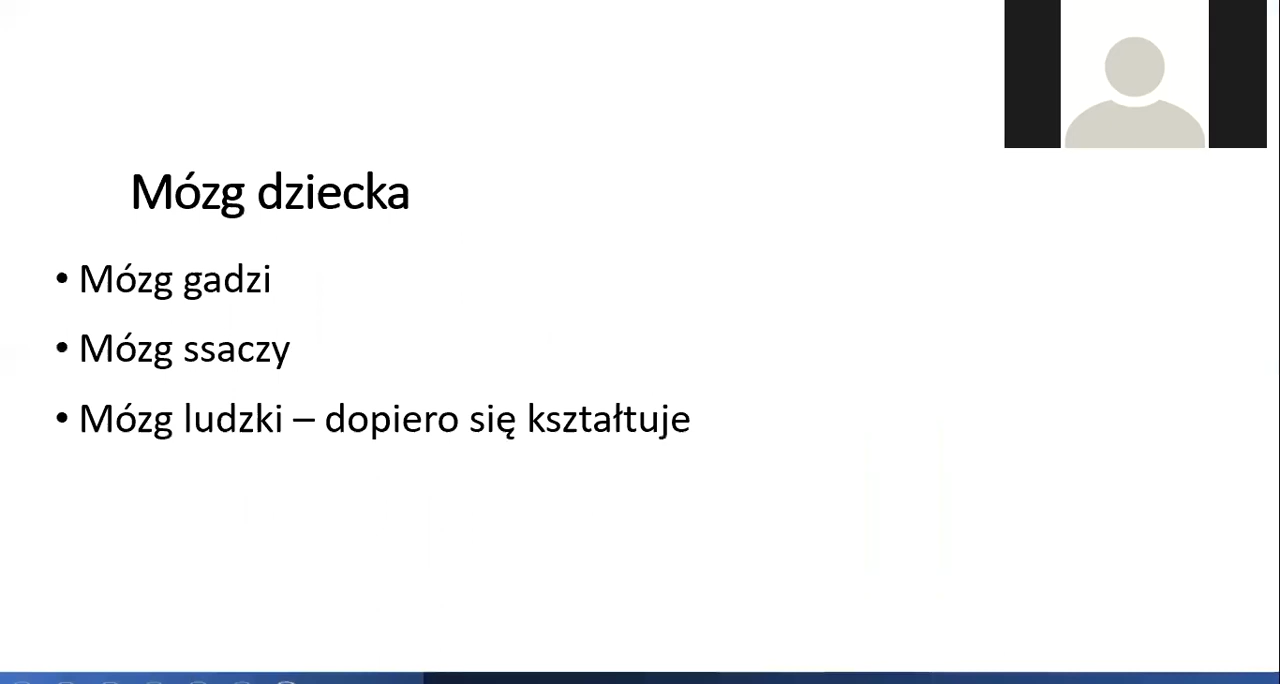 Mózg dziecka
• Mózg gadzi
• Mózg ssaczy
• Mózg ludzki – dopiero się kształtuje